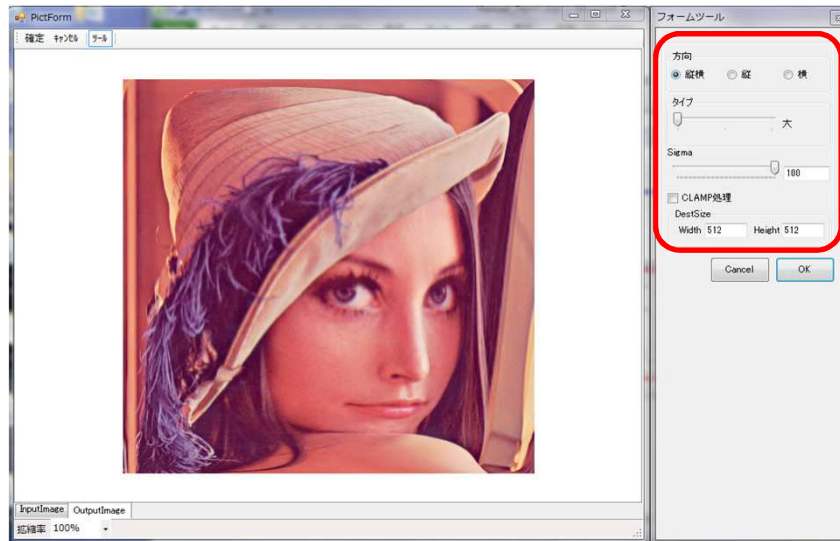 PictForm
確定 ｷｬﾝｾﾙ ﾂｰﾙ
InputImage OutputImage
拡縮率 100%
フォームツール
方向
縦横 縦 横
タイプ
大
Sigma
100
CLAMP処理
DestSize
Width 512 Height 512
Cancel OK